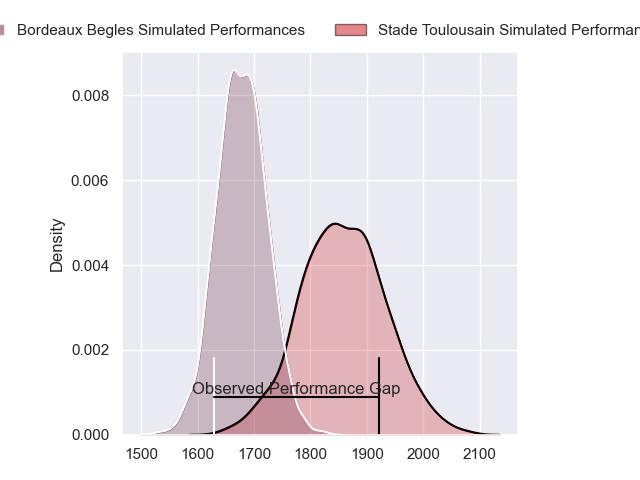 Bordeaux Begles Simulated Performances
Stade Toulousain Simulated
0.008
0.006
0.004
0.002
0.000
Density
Observed Performance Gap
1500 1600 1700 1800 1900 2000 2100